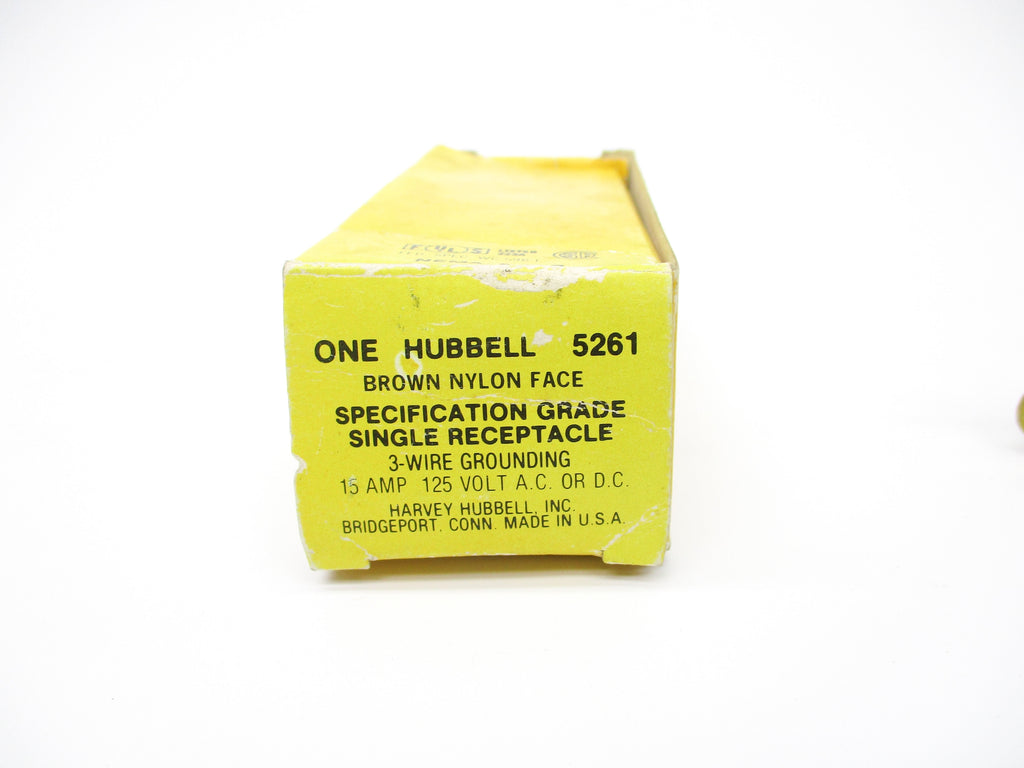 NEMA
ONE HUBBELL 5261
BROWN NYLON FACE
SPECIFICATION GRADE
SINGLE RECEPTACLE
3-WIRE GROUNDING
15 AMP 125 VOLT A.C. OR D.C.
HARVEY HUBBELL, INC.
BRIDGEPORT, CONN. MADE IN U.S.A.